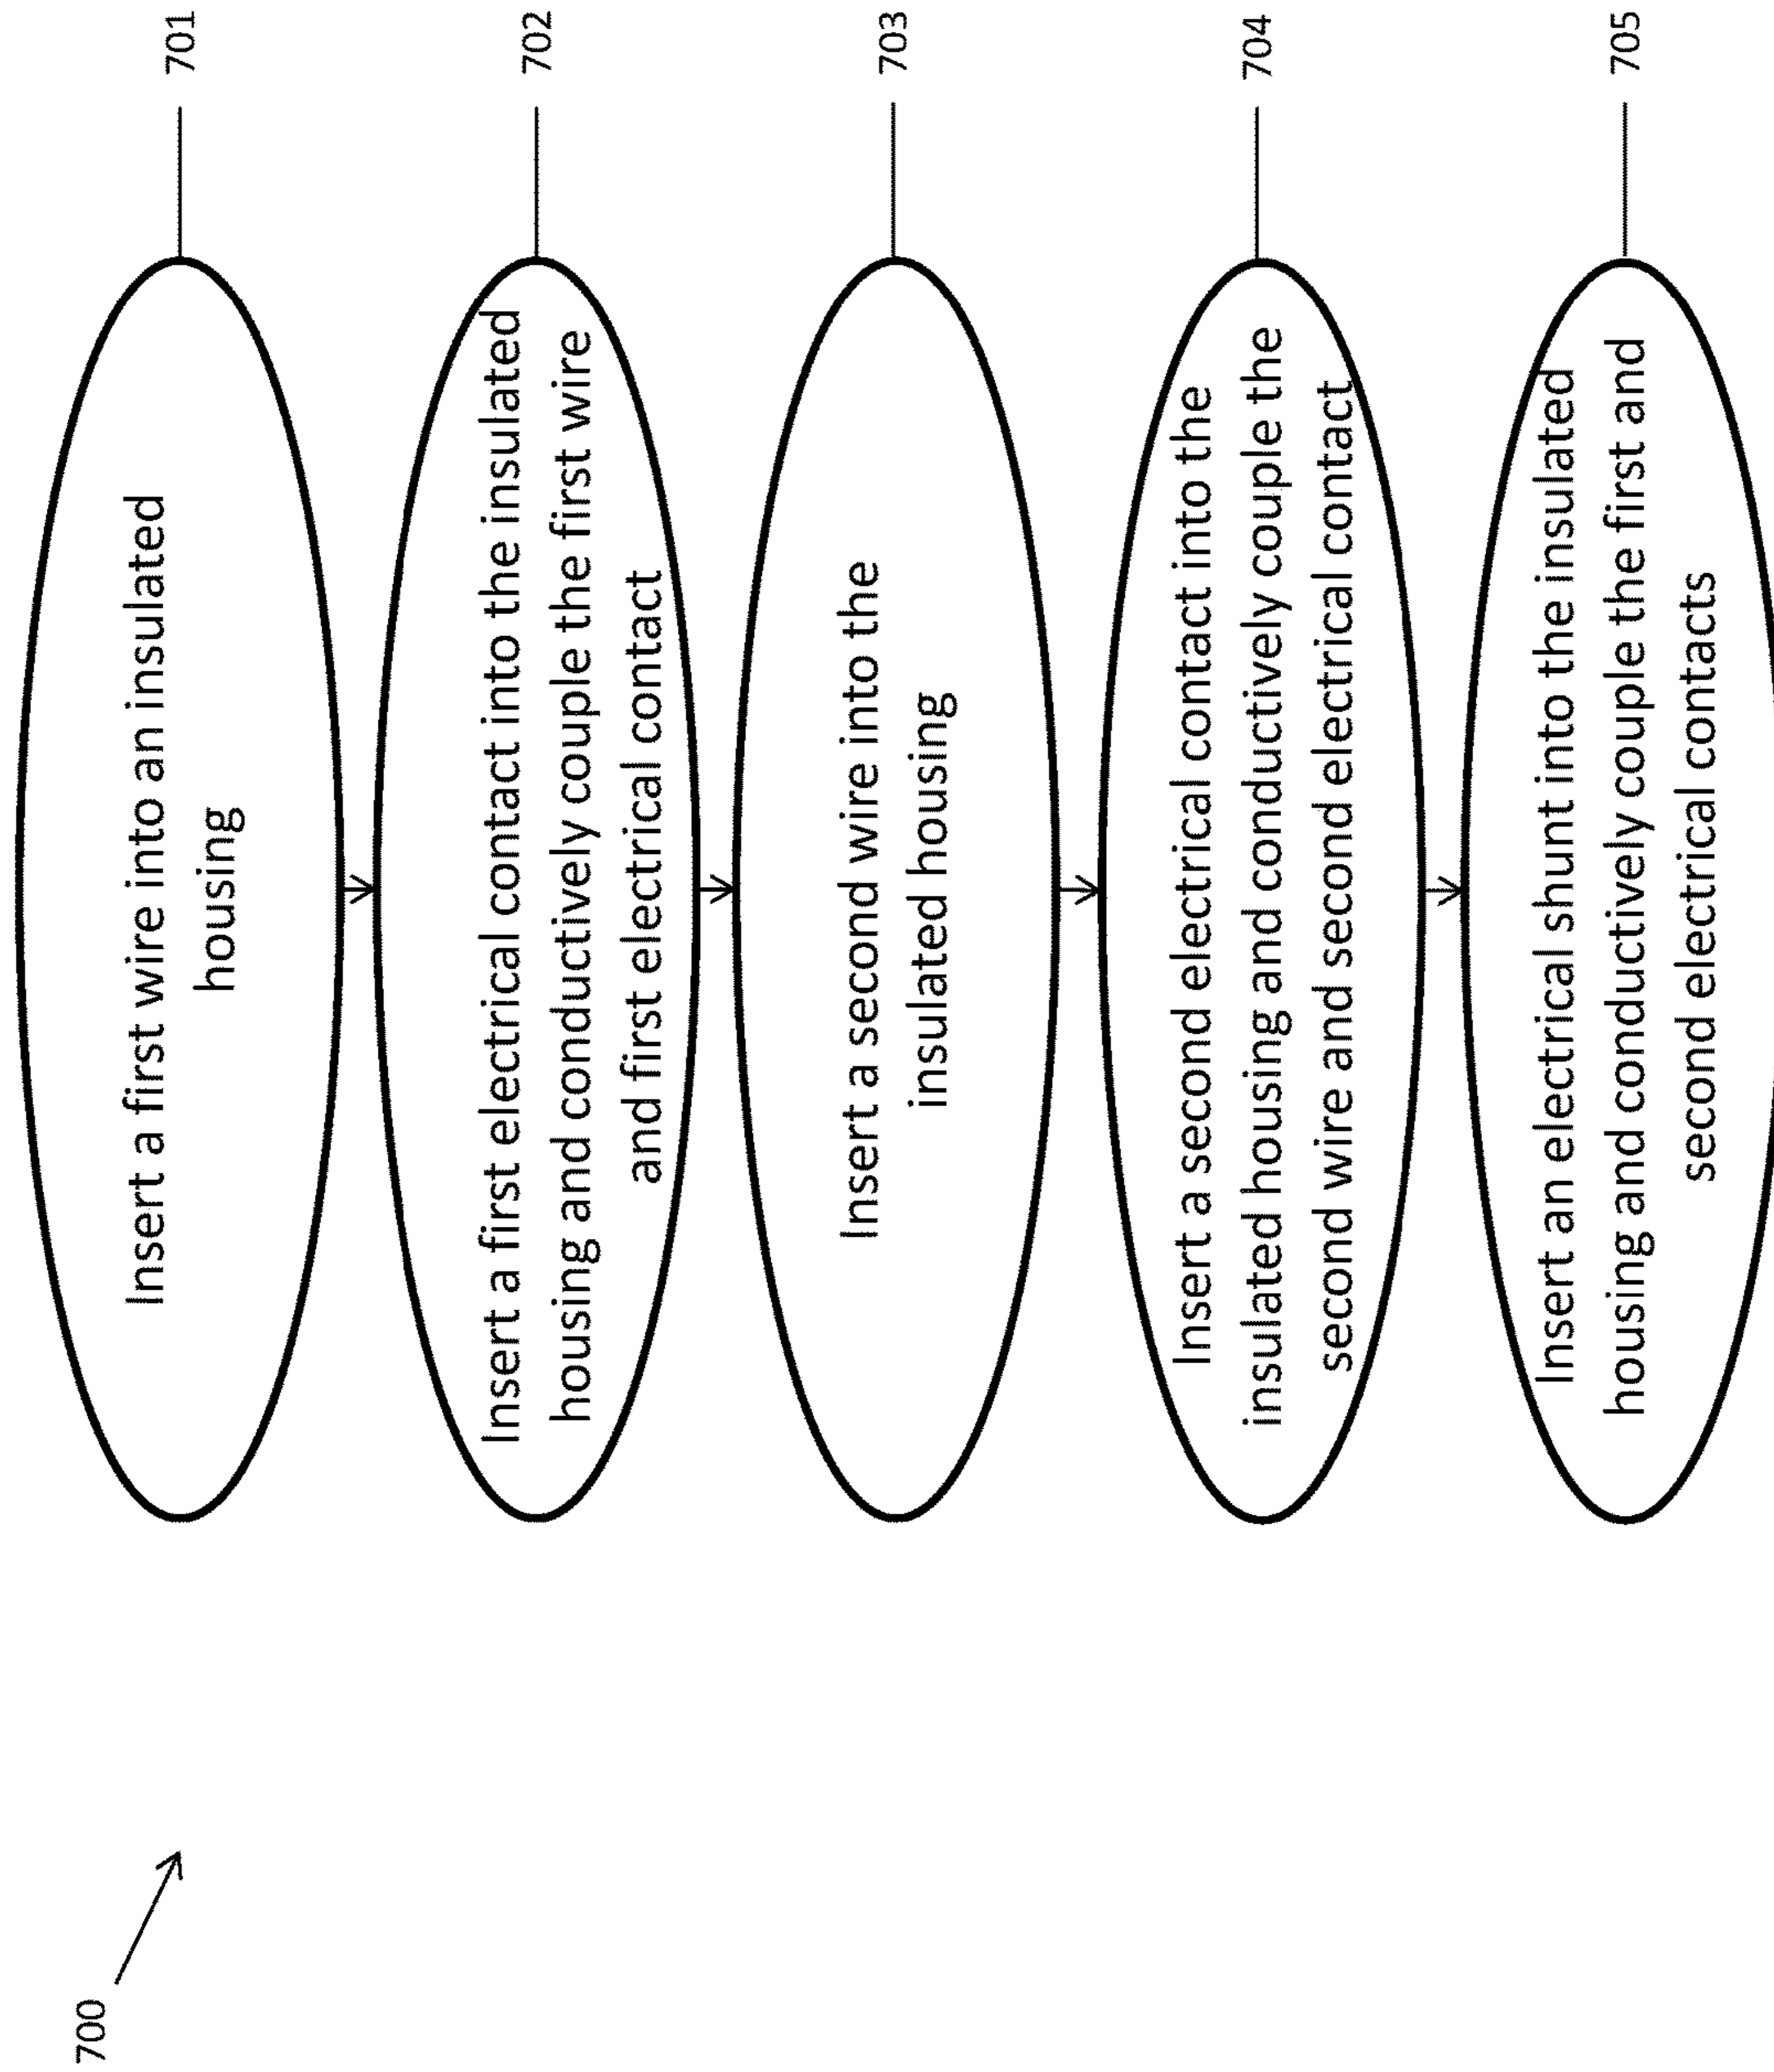 700
Insert a first wire into an insulated
housing
701
Insert a first electrical contact into the insulated
housing and conductively couple the first wire
and first electrical contact
702
Insert a second wire into the
insulated housing
703
Insert a second electrical contact into the
insulated housing and conductively couple the
second wire and second electrical contact
704
Insert an electrical shunt into the insulated
housing and conductively couple the first and
second electrical contacts
705